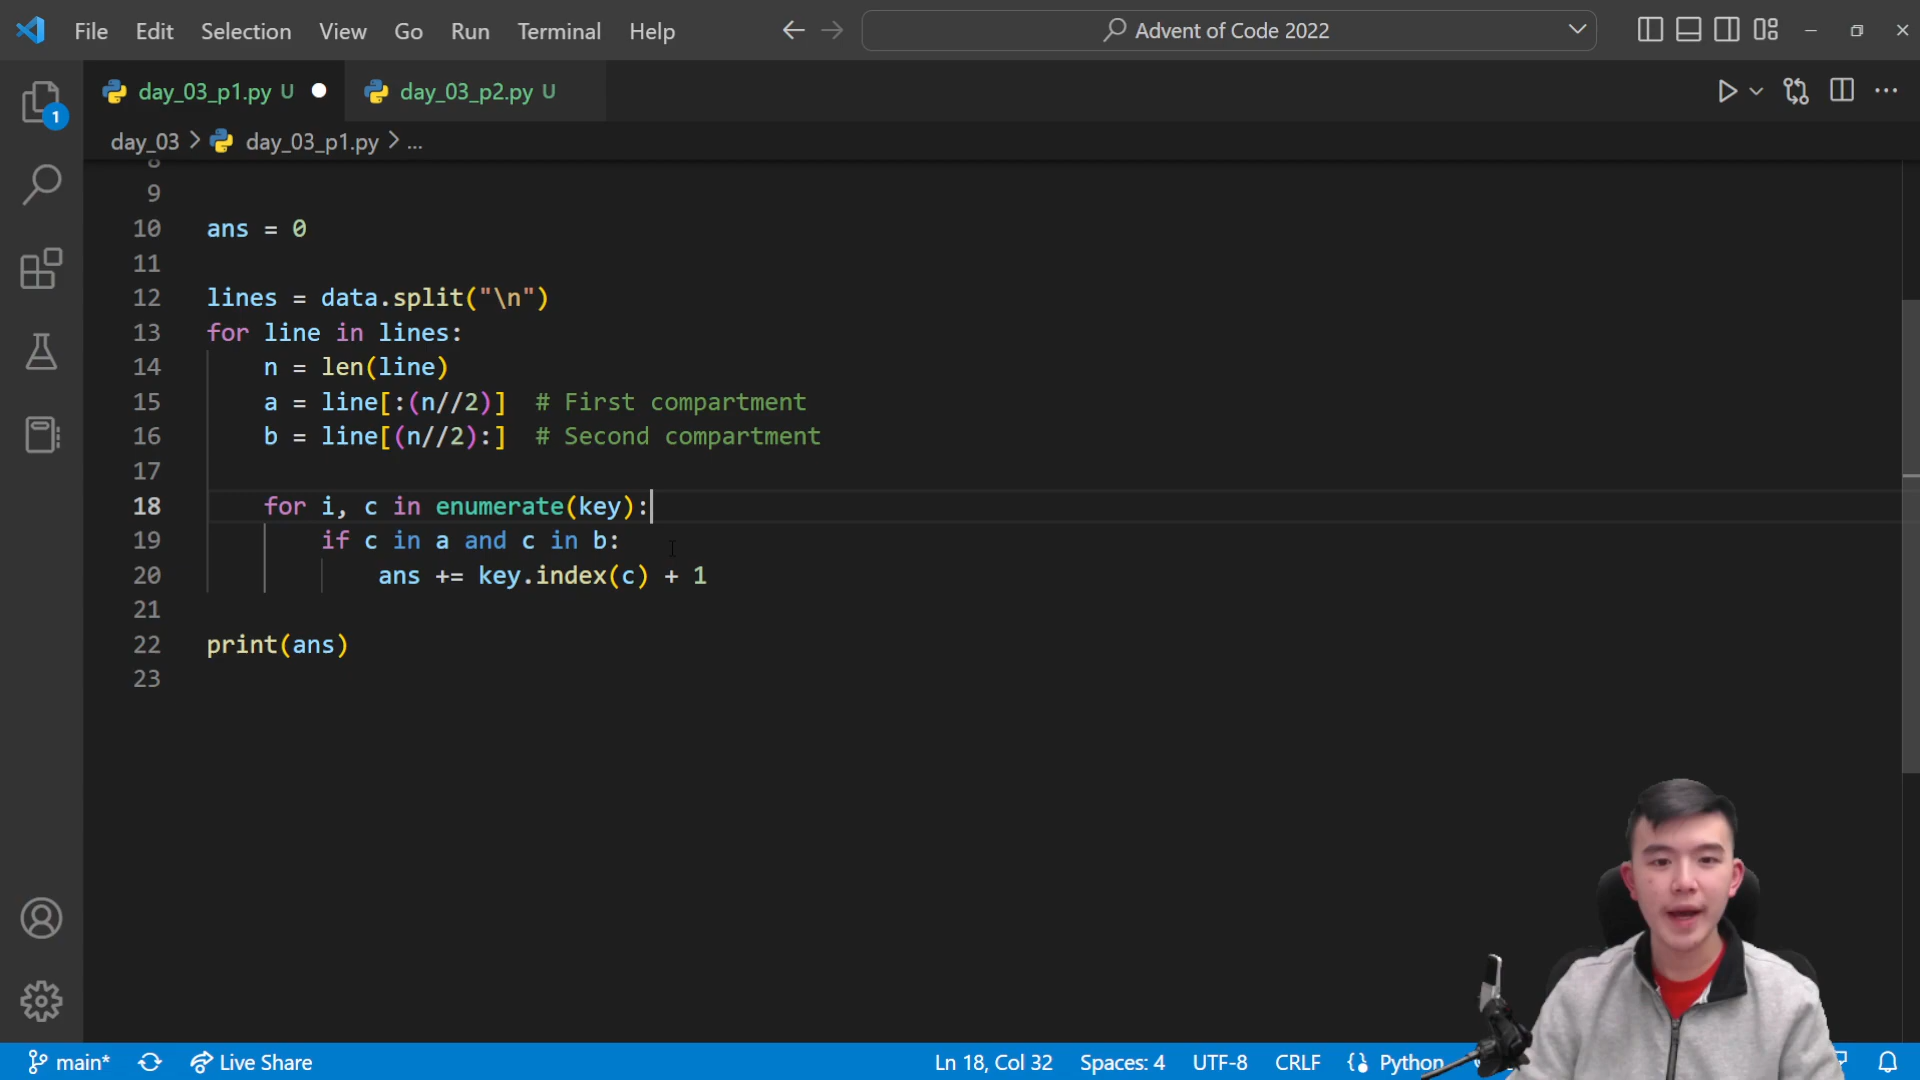 File Edit Selection View Go Run Terminal Help
Advent of Code 2022
day_03_p1.py U
day_03_p2.py U
1
day_03 > day_03_p1.py > ...
8
9
10 ans = 0
11
12 lines = data.split("\n")
13 for line in lines:
14 n = len(line)
15 a = line[:(n//2)] # First compartment
16 b = line[(n//2):] # Second compartment
17
18 for i, c in enumerate(key):
19 if c in a and c in b:
20 ans += key.index(c) + 1
21
22 print(ans)
23
main* Live Share Ln 18, Col 32 Spaces: 4 UTF-8 CRLF Python